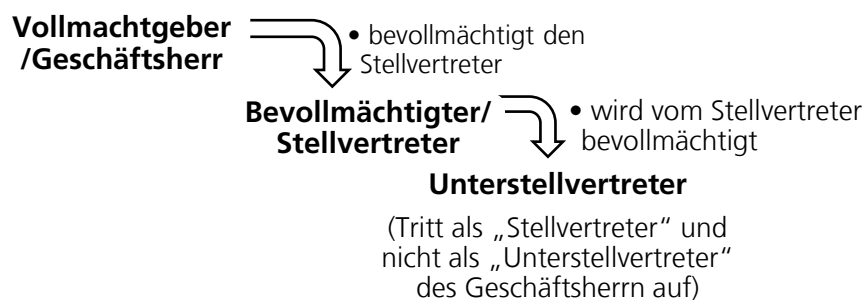 Vollmachtgeber
/Geschäftsherr
• bevollmächtigt den
Stellvertreter
Bevollmächtigter/
Stellvertreter
• wird vom Stellvertreter
bevollmächtigt
Unterstellvertreter
(Tritt als „Stellvertreter“ und
nicht als „Unterstellvertreter“
des Geschäftsherrn auf)